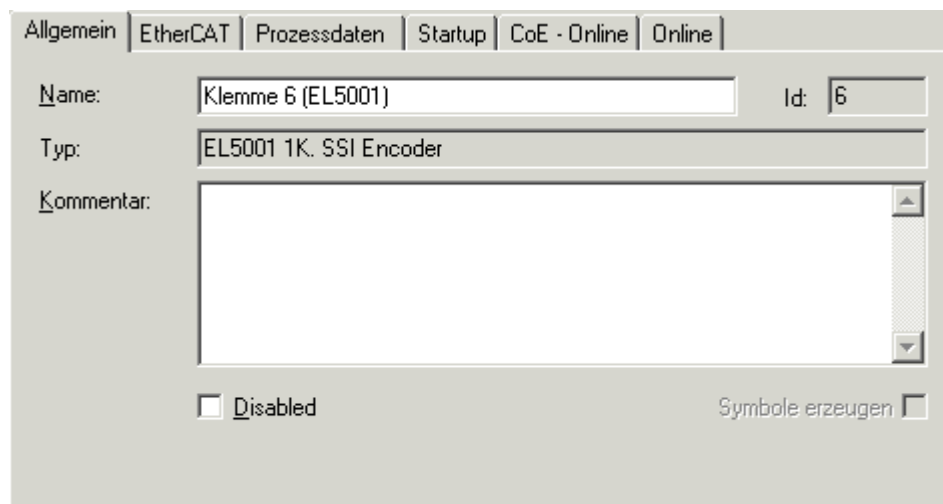 Allgemein EtherCAT Prozessdaten Startup CoE - Online Online
Name: Klemme 6 (EL5001) Id: 6
Typ: EL5001 1K. SSI Encoder
Kommentar:
Disabled Symbole erzeugen